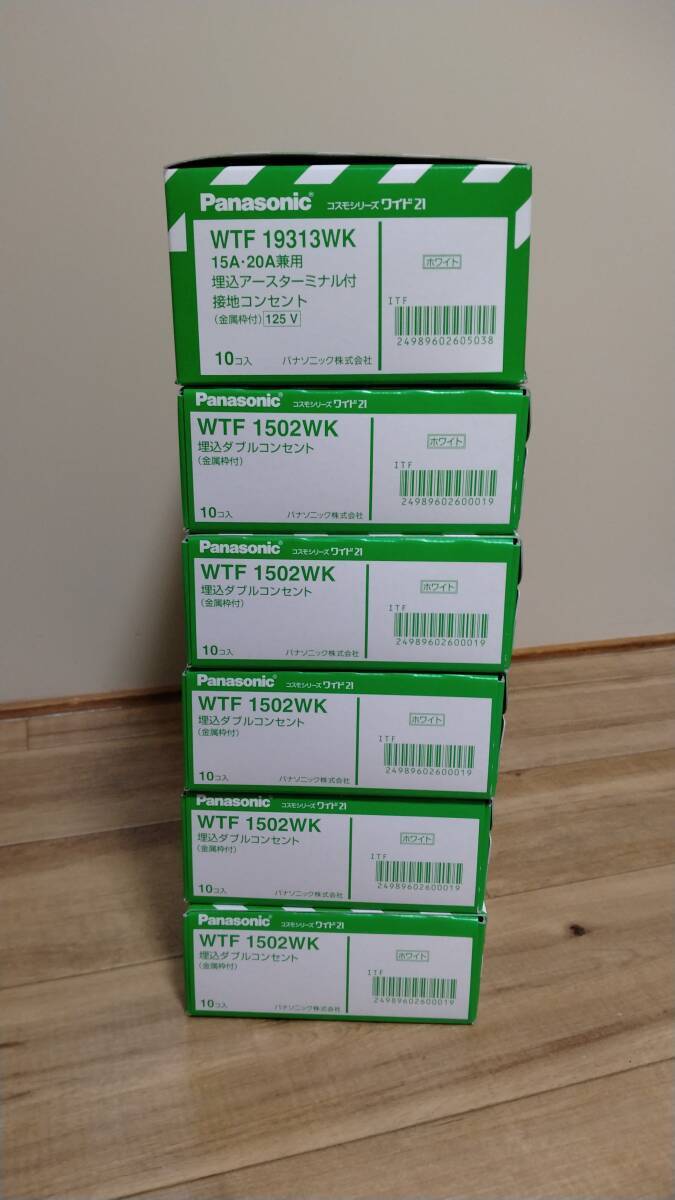 Panasonic® コスモシリーズ ワイド21
WTF 19313WK
15A・20A兼用
埋込アースターミナル付
接地コンセント
(金属枠付) 125 V
10コ入 パナソニック株式会社
ホワイト
ITF
24989602605038
Panasonic® コスモシリーズ ワイド21
WTF 1502WK
埋込ダブルコンセント
(金属枠付)
10コ入 パナソニック株式会社
ホワイト
ITF
24989602600019
Panasonic® コスモシリーズ ワイド21
WTF 1502WK
埋込ダブルコンセント
(金属枠付)
10コ入 パナソニック株式会社
ホワイト
ITF
24989602600019
Panasonic® コスモシリーズ ワイド21
WTF 1502WK
埋込ダブルコンセント
(金属枠付)
10コ入 パナソニック株式会社
ホワイト
ITF
24989602600019
Panasonic® コスモシリーズ ワイド21
WTF 1502WK
埋込ダブルコンセント
(金属枠付)
10コ入 パナソニック株式会社
ホワイト
ITF
24989602600019
Panasonic® コスモシリーズ ワイド21
WTF 1502WK
埋込ダブルコンセント
(金属枠付)
10コ入 パナソニック株式会社
ホワイト
ITF
24989602600019